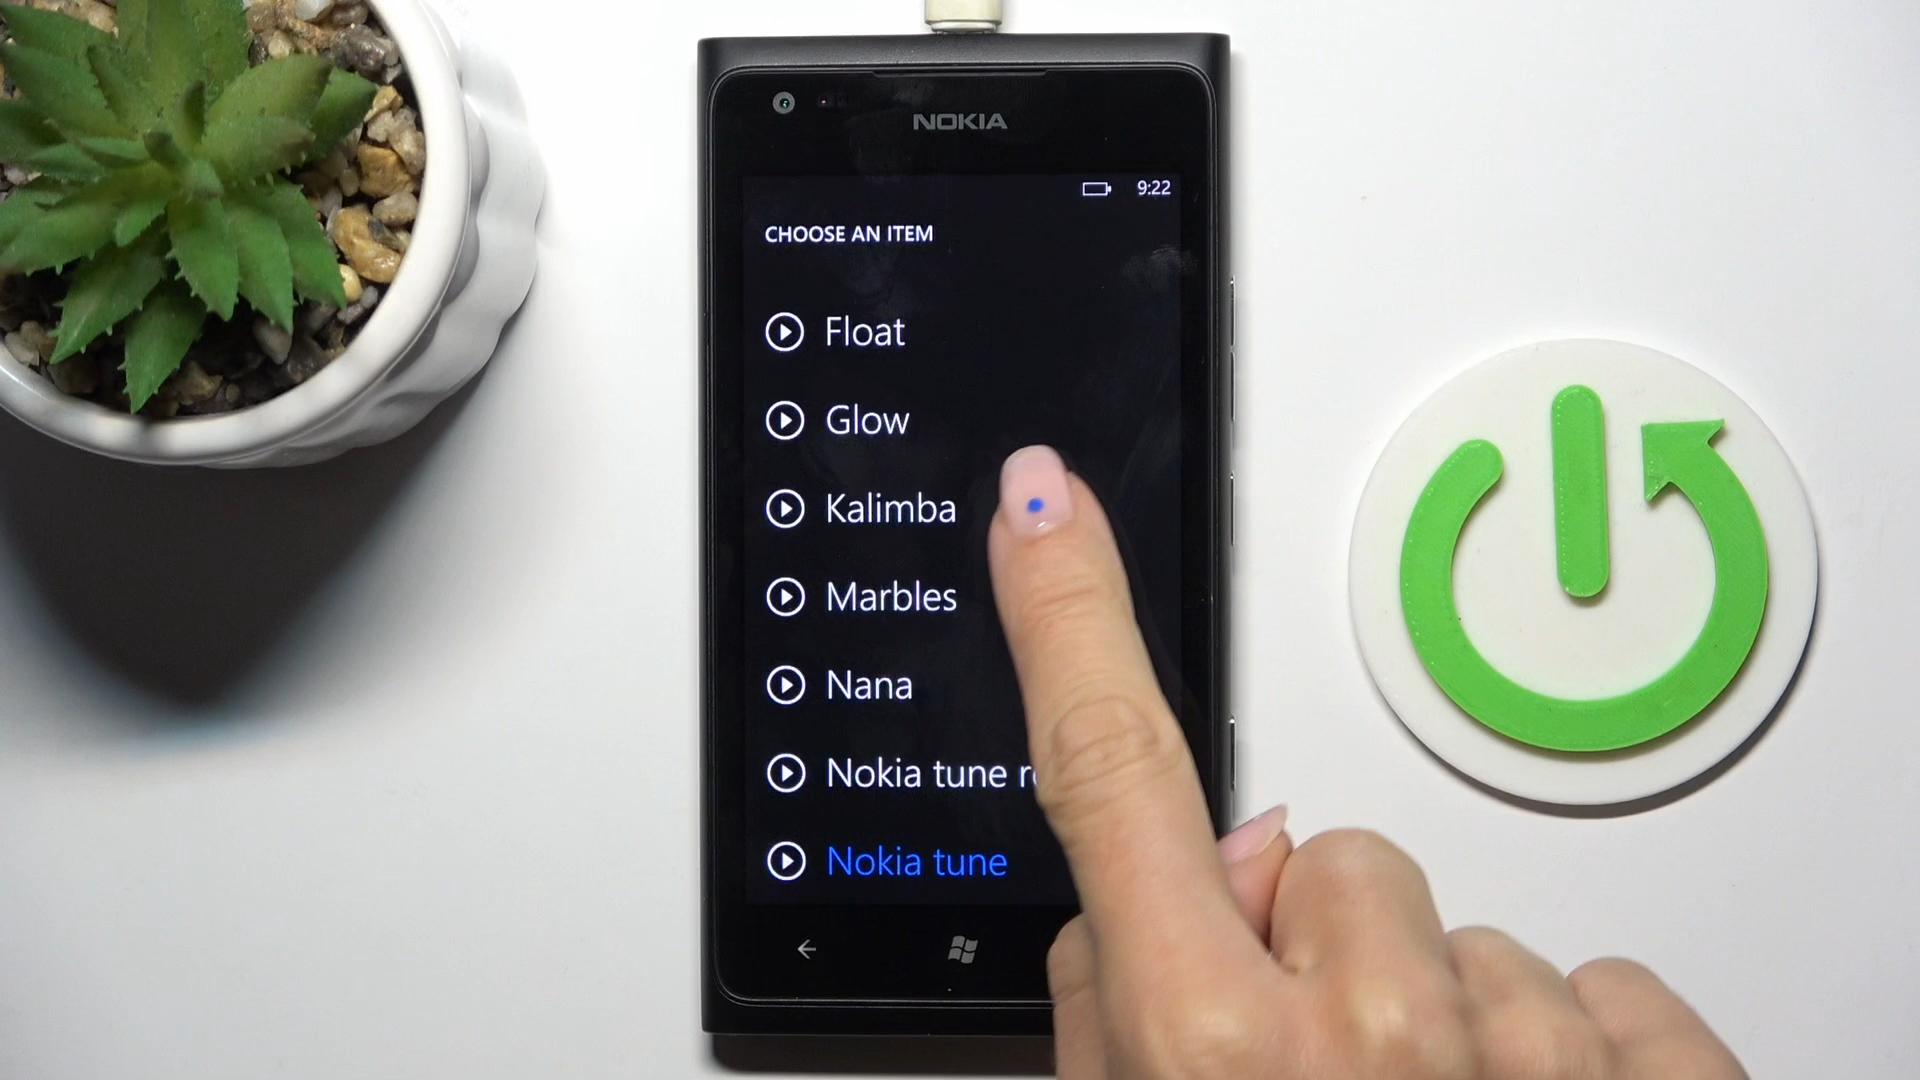 NOKIA
9:22
CHOOSE AN ITEM
Float
Glow
Kalimba
Marbles
Nana
Nokia tune
Nokia tune